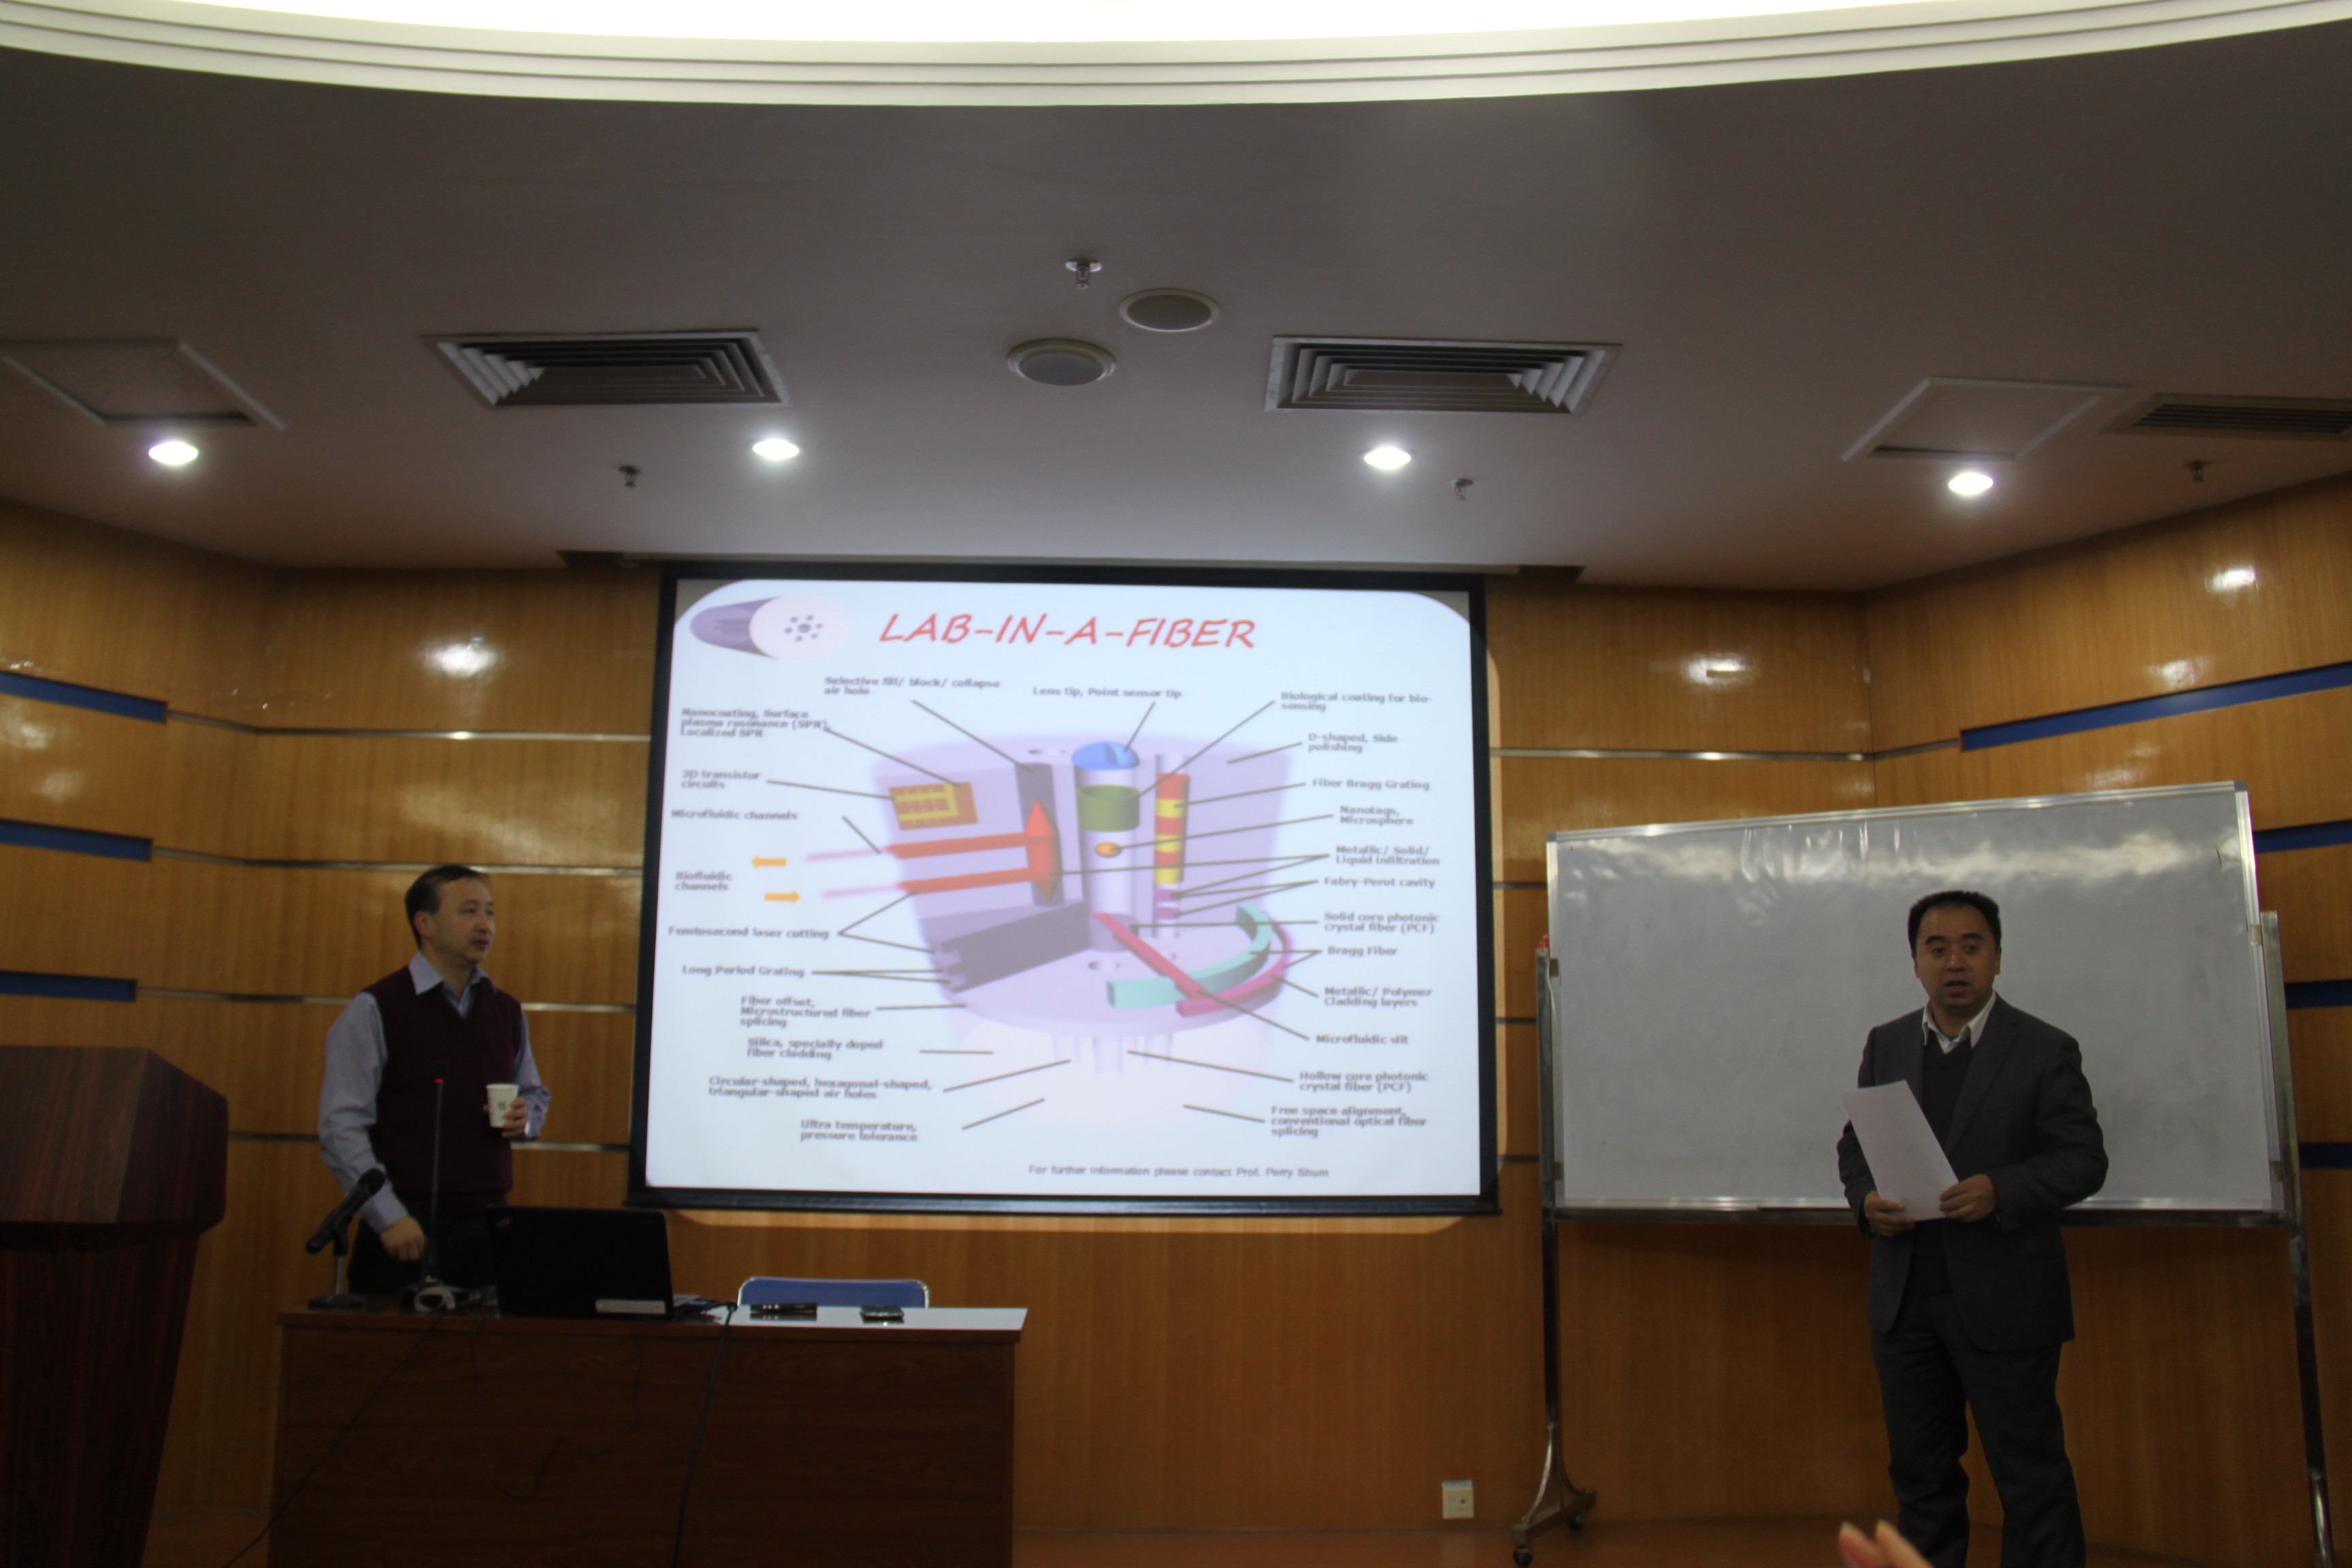 LAB-IN-A-FIBER
Selective fill/ block/ collapse
air hole
Lens tip, Point sensor tip
Biological coating for bio-
sensing
Nanocoating, Surface
plasma resonance (SPR),
Localized SPR
D-shaped, Side
polishing
3D transistor
circuits
Fiber Bragg Grating
Microfluidic channels
Nanotags,
Microsphere
Metallic/ Solid/
Liquid infiltration
Biofluidic
channels
Fabry-Perot cavity
Solid core photonic
crystal fiber (PCF)
Femtosecond laser cutting
Bragg Fiber
Long Period Grating
Metallic/ Polymer
Cladding layers
Fiber offset,
Microstructured fiber
splicing
Microfluidic slit
Silica, specially doped
fiber cladding
Hollow core photonic
crystal fiber (PCF)
Circular-shaped, hexagonal-shaped,
triangular-shaped air holes
Free space alignment,
conventional optical fiber
splicing
Ultra temperature,
pressure tolerance
For further information please contact Prof. Perry Shum